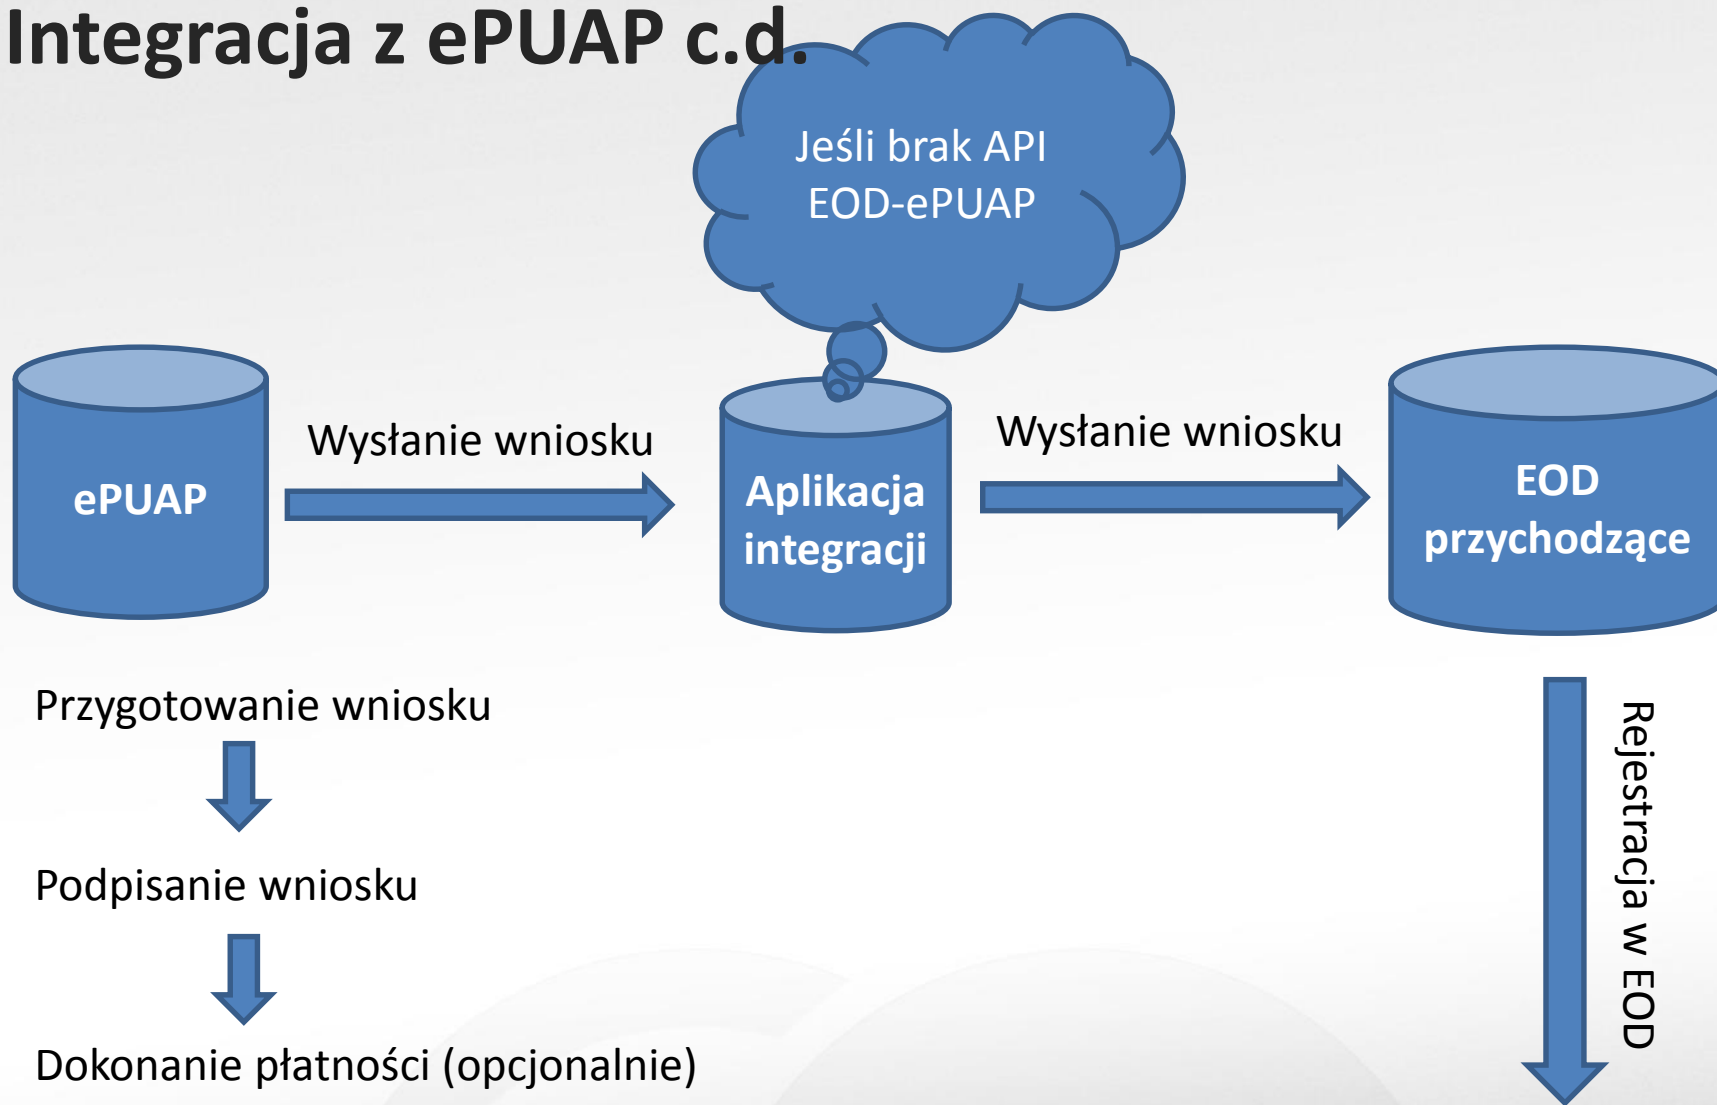 Integracja z ePUAP c.d.
Jeśli brak API
EOD-ePUAP
ePUAP
Wysłanie wniosku
Aplikacja
integracji
Wysłanie wniosku
EOD
przychodzące
Przygotowanie wniosku
Podpisanie wniosku
Dokonanie płatności (opcjonalnie)
Rejestracja w EOD